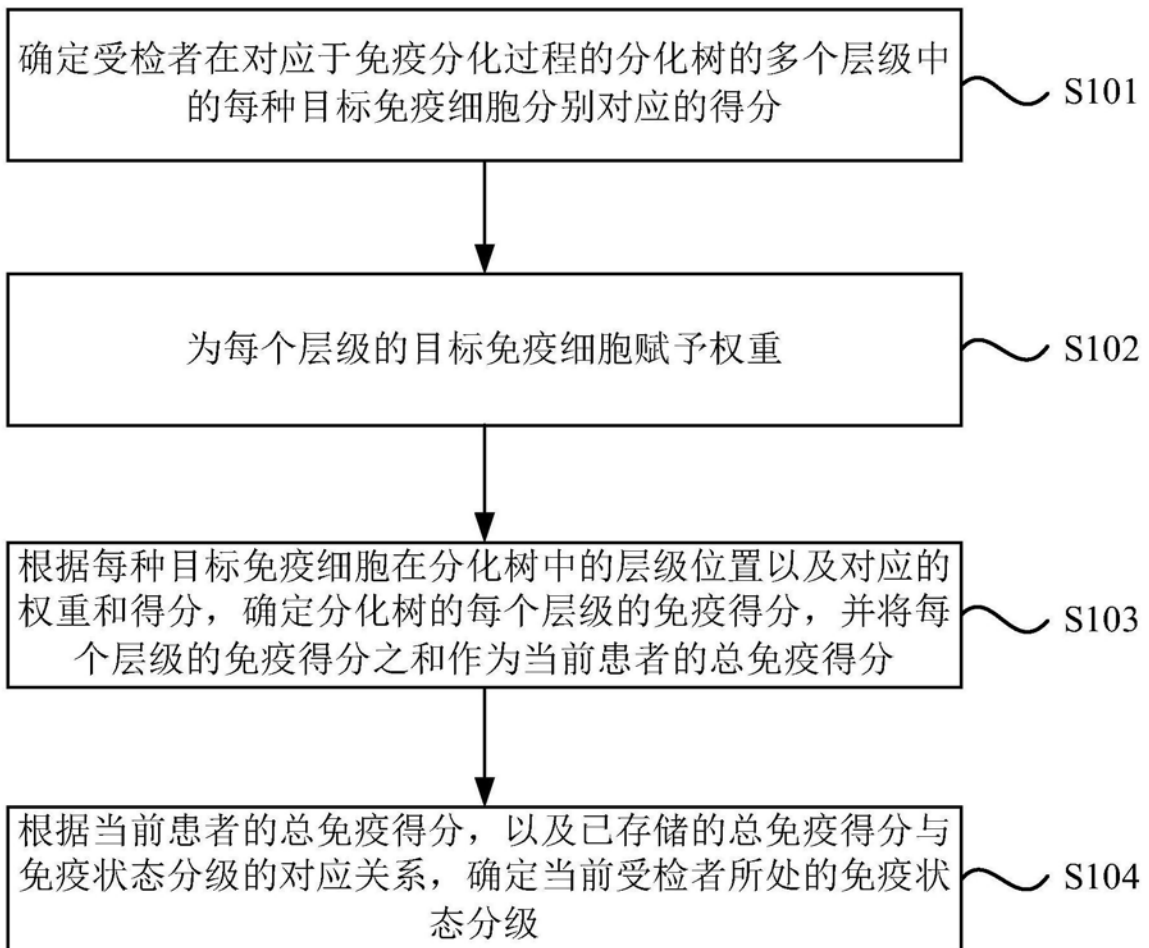 确定受检者在对应于免疫分化过程的分化树的多个层级中
的每种目标免疫细胞分别对应的得分
S101
为每个层级的目标免疫细胞赋予权重
S102
根据每种目标免疫细胞在分化树中的层级位置以及对应的
权重和得分，确定分化树的每个层级的免疫得分，并将每
个层级的免疫得分之和作为当前患者的总免疫得分
S103
根据当前患者的总免疫得分，以及已存储的总免疫得分与
免疫状态分级的对应关系，确定当前受检者所处的免疫状
态分级
S104